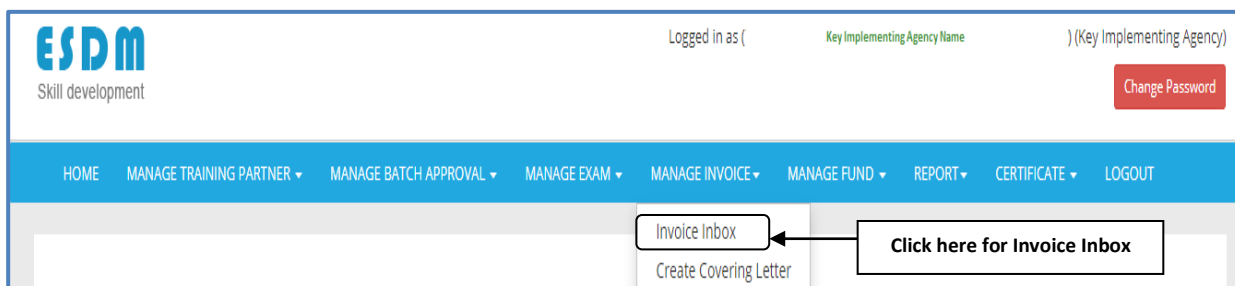 ESDM
Skill development
Logged in as ( Key Implementing Agency Name ) (Key Implementing Agency)
Change Password
HOME MANAGE TRAINING PARTNER MANAGE BATCH APPROVAL MANAGE EXAM MANAGE INVOICE MANAGE FUND REPORT CERTIFICATE LOGOUT
Invoice Inbox
Click here for Invoice Inbox
Create Covering Letter